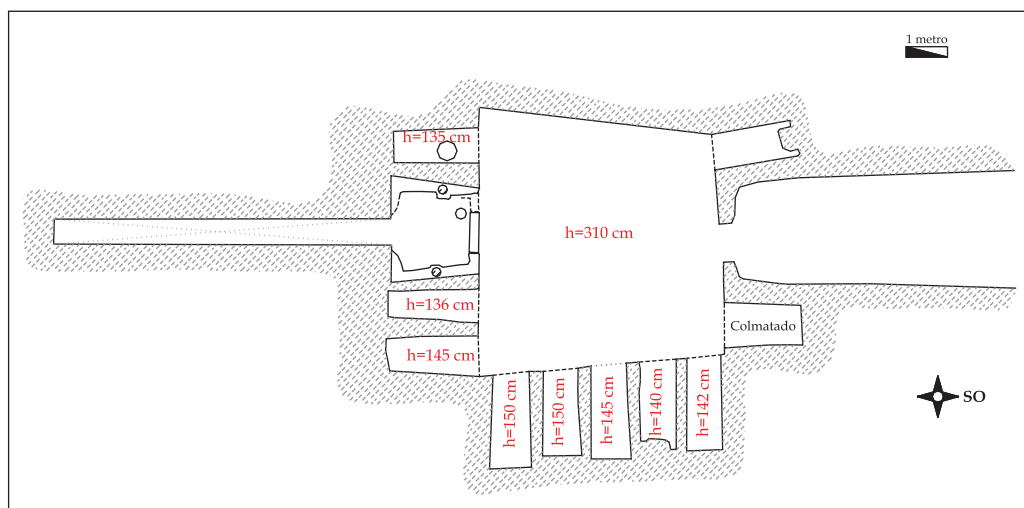 1 metro
h=135 cm
h=310 cm
h=136 cm
Colmatado
h=145 cm
h=150 cm
h=150 cm
h=145 cm
h=140 cm
h=142 cm
SO